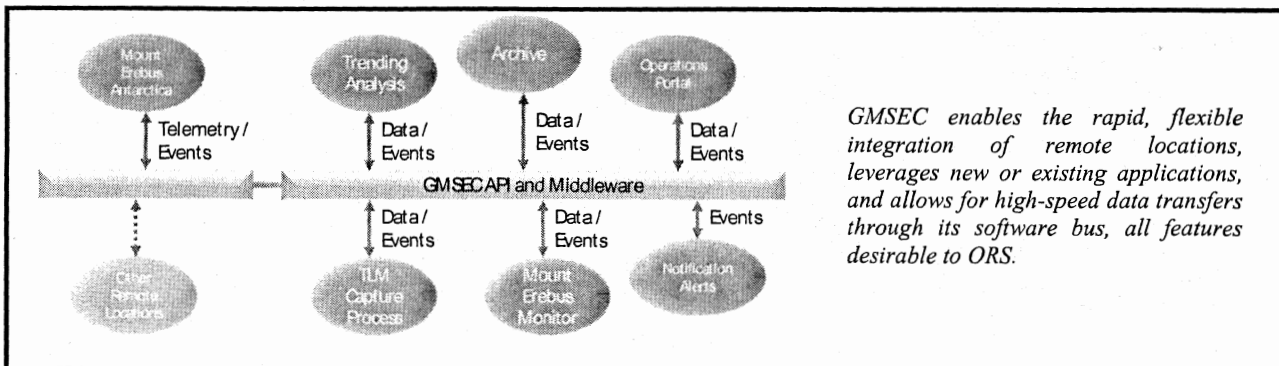 Mount
Erebus
Antarctica
Trending
Analysis
Archive
Operations
Portal
Telemetry /
Events
Data /
Events
Data /
Events
Data /
Events
GMSEC API and Middleware
Data /
Events
Data /
Events
Events
Other
Remote
Locations
TLM
Capture
Process
Mount
Erebus
Monitor
Notification
Alerts
GMSEC enables the rapid, flexible
integration of remote locations,
leverages new or existing applications,
and allows for high-speed data transfers
through its software bus, all features
desirable to ORS.